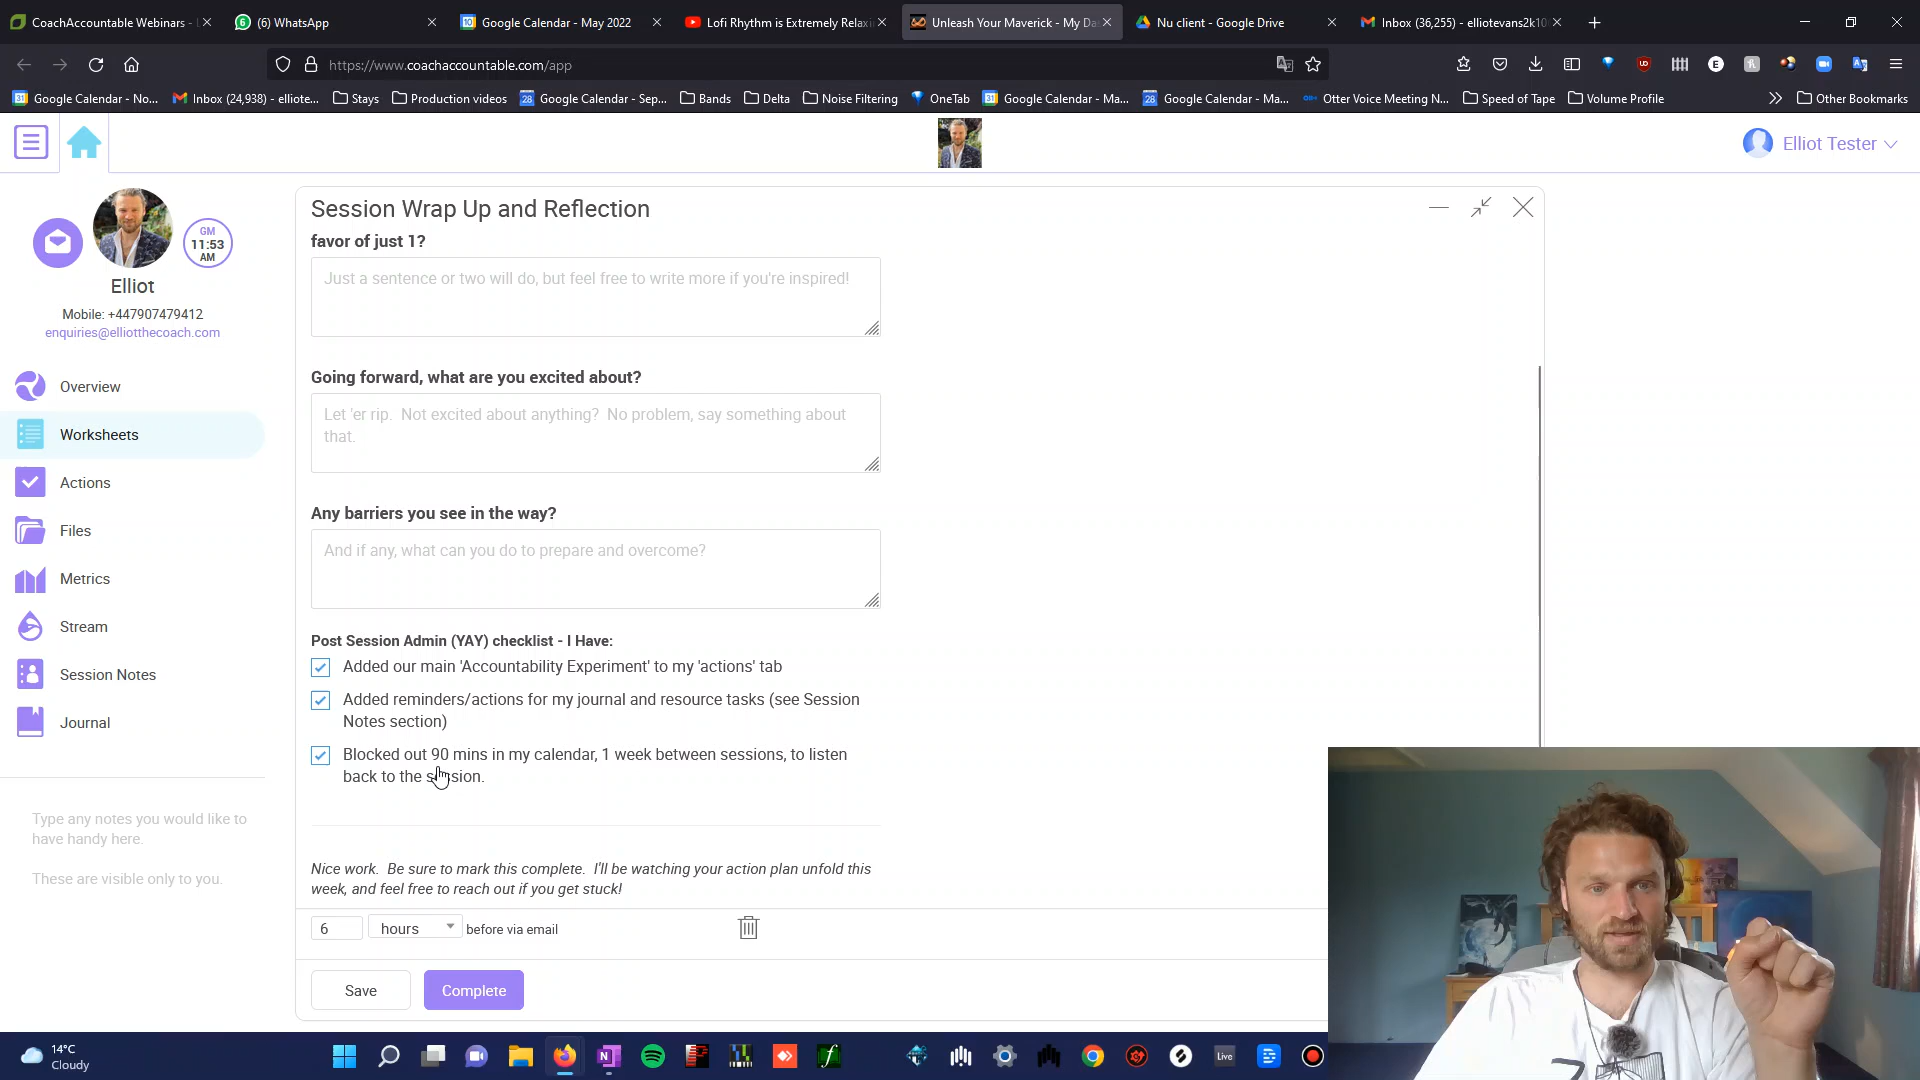 CoachAccountable Webinars -
(6) WhatsApp
Google Calendar - May 2022
Lofi Rhythm is Extremely Relaxi
Unleash Your Maverick - My Da
Nu client - Google Drive
Inbox (36,255) - elliotevans2k10
https://www.coachaccountable.com/app
Google Calendar - No...
Inbox (24,938) - elliote...
Stays
Production videos
Google Calendar - Sep...
Bands
Delta
Noise Filtering
OneTab
Google Calendar - Ma...
Google Calendar - Ma...
Otter Voice Meeting N...
Speed of Tape
Volume Profile
Other Bookmarks
Elliot Tester
GM
11:53
AM
Elliot
Mobile: +447907479412
enquiries@elliotthecoach.com
Overview
Worksheets
Actions
Files
Metrics
Stream
Session Notes
Journal
Type any notes you would like to
have handy here.
These are visible only to you.
Session Wrap Up and Reflection
favor of just 1?
Just a sentence or two will do, but feel free to write more if you're inspired!
Going forward, what are you excited about?
Let 'er rip. Not excited about anything? No problem, say something about
that.
Any barriers you see in the way?
And if any, what can you do to prepare and overcome?
Post Session Admin (YAY) checklist - I Have:
Added our main 'Accountability Experiment' to my 'actions' tab
Added reminders/actions for my journal and resource tasks (see Session
Notes section)
Blocked out 90 mins in my calendar, 1 week between sessions, to listen
back to the session.
Nice work. Be sure to mark this complete. I'll be watching your action plan unfold this
week, and feel free to reach out if you get stuck!
6
hours
before via email
Save
Complete
14°C
Cloudy
Live